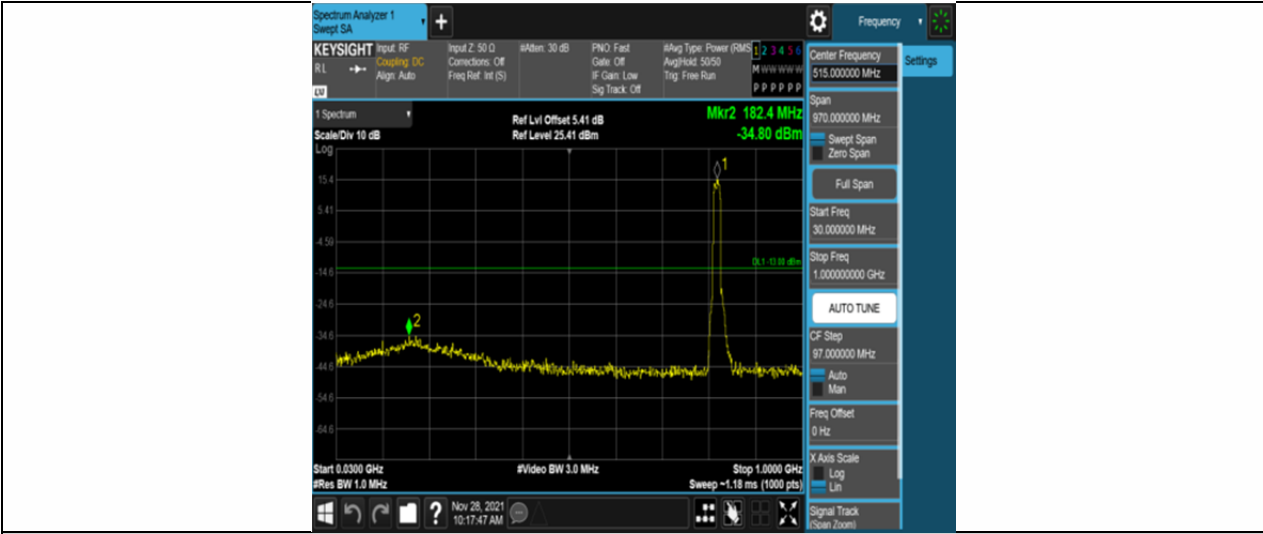 Spectrum Analyzer 1
Swept SA
Frequency
KEYSIGHT
Input: RF
Coupling: DC
Align: Auto
RL
LV
Input Z: 50 Ω
Corrections: Off
Freq Ref: Int (S)
#Atten: 30 dB
PNO: Fast
Gate: Off
IF Gain: Low
Sig Track: Off
#Avg Type: Power (RMS
Avg|Hold: 50/50
Trig: Free Run
1 2 3 4 5 6
M W W W W W
P P P P P P
1 Spectrum
Scale/Div 10 dB
Log
Ref Lvl Offset 5.41 dB
Ref Level 25.41 dBm
Mkr2 182.4 MHz
-34.80 dBm
15.4
5.41
-4.59
-14.6
-24.6
-34.6
-44.6
-54.6
-64.6
1
2
DL1 -13.00 dBm
Start 0.0300 GHz
#Res BW 1.0 MHz
#Video BW 3.0 MHz
Stop 1.0000 GHz
Sweep ~1.18 ms (1000 pts)
Nov 28, 2021
10:17:47 AM
Center Frequency
515.000000 MHz
Settings
Span
970.000000 MHz
Swept Span
Zero Span
Full Span
Start Freq
30.000000 MHz
Stop Freq
1.000000000 GHz
AUTO TUNE
CF Step
97.000000 MHz
Auto
Man
Freq Offset
0 Hz
X Axis Scale
Log
Lin
Signal Track
(Span Zoom)